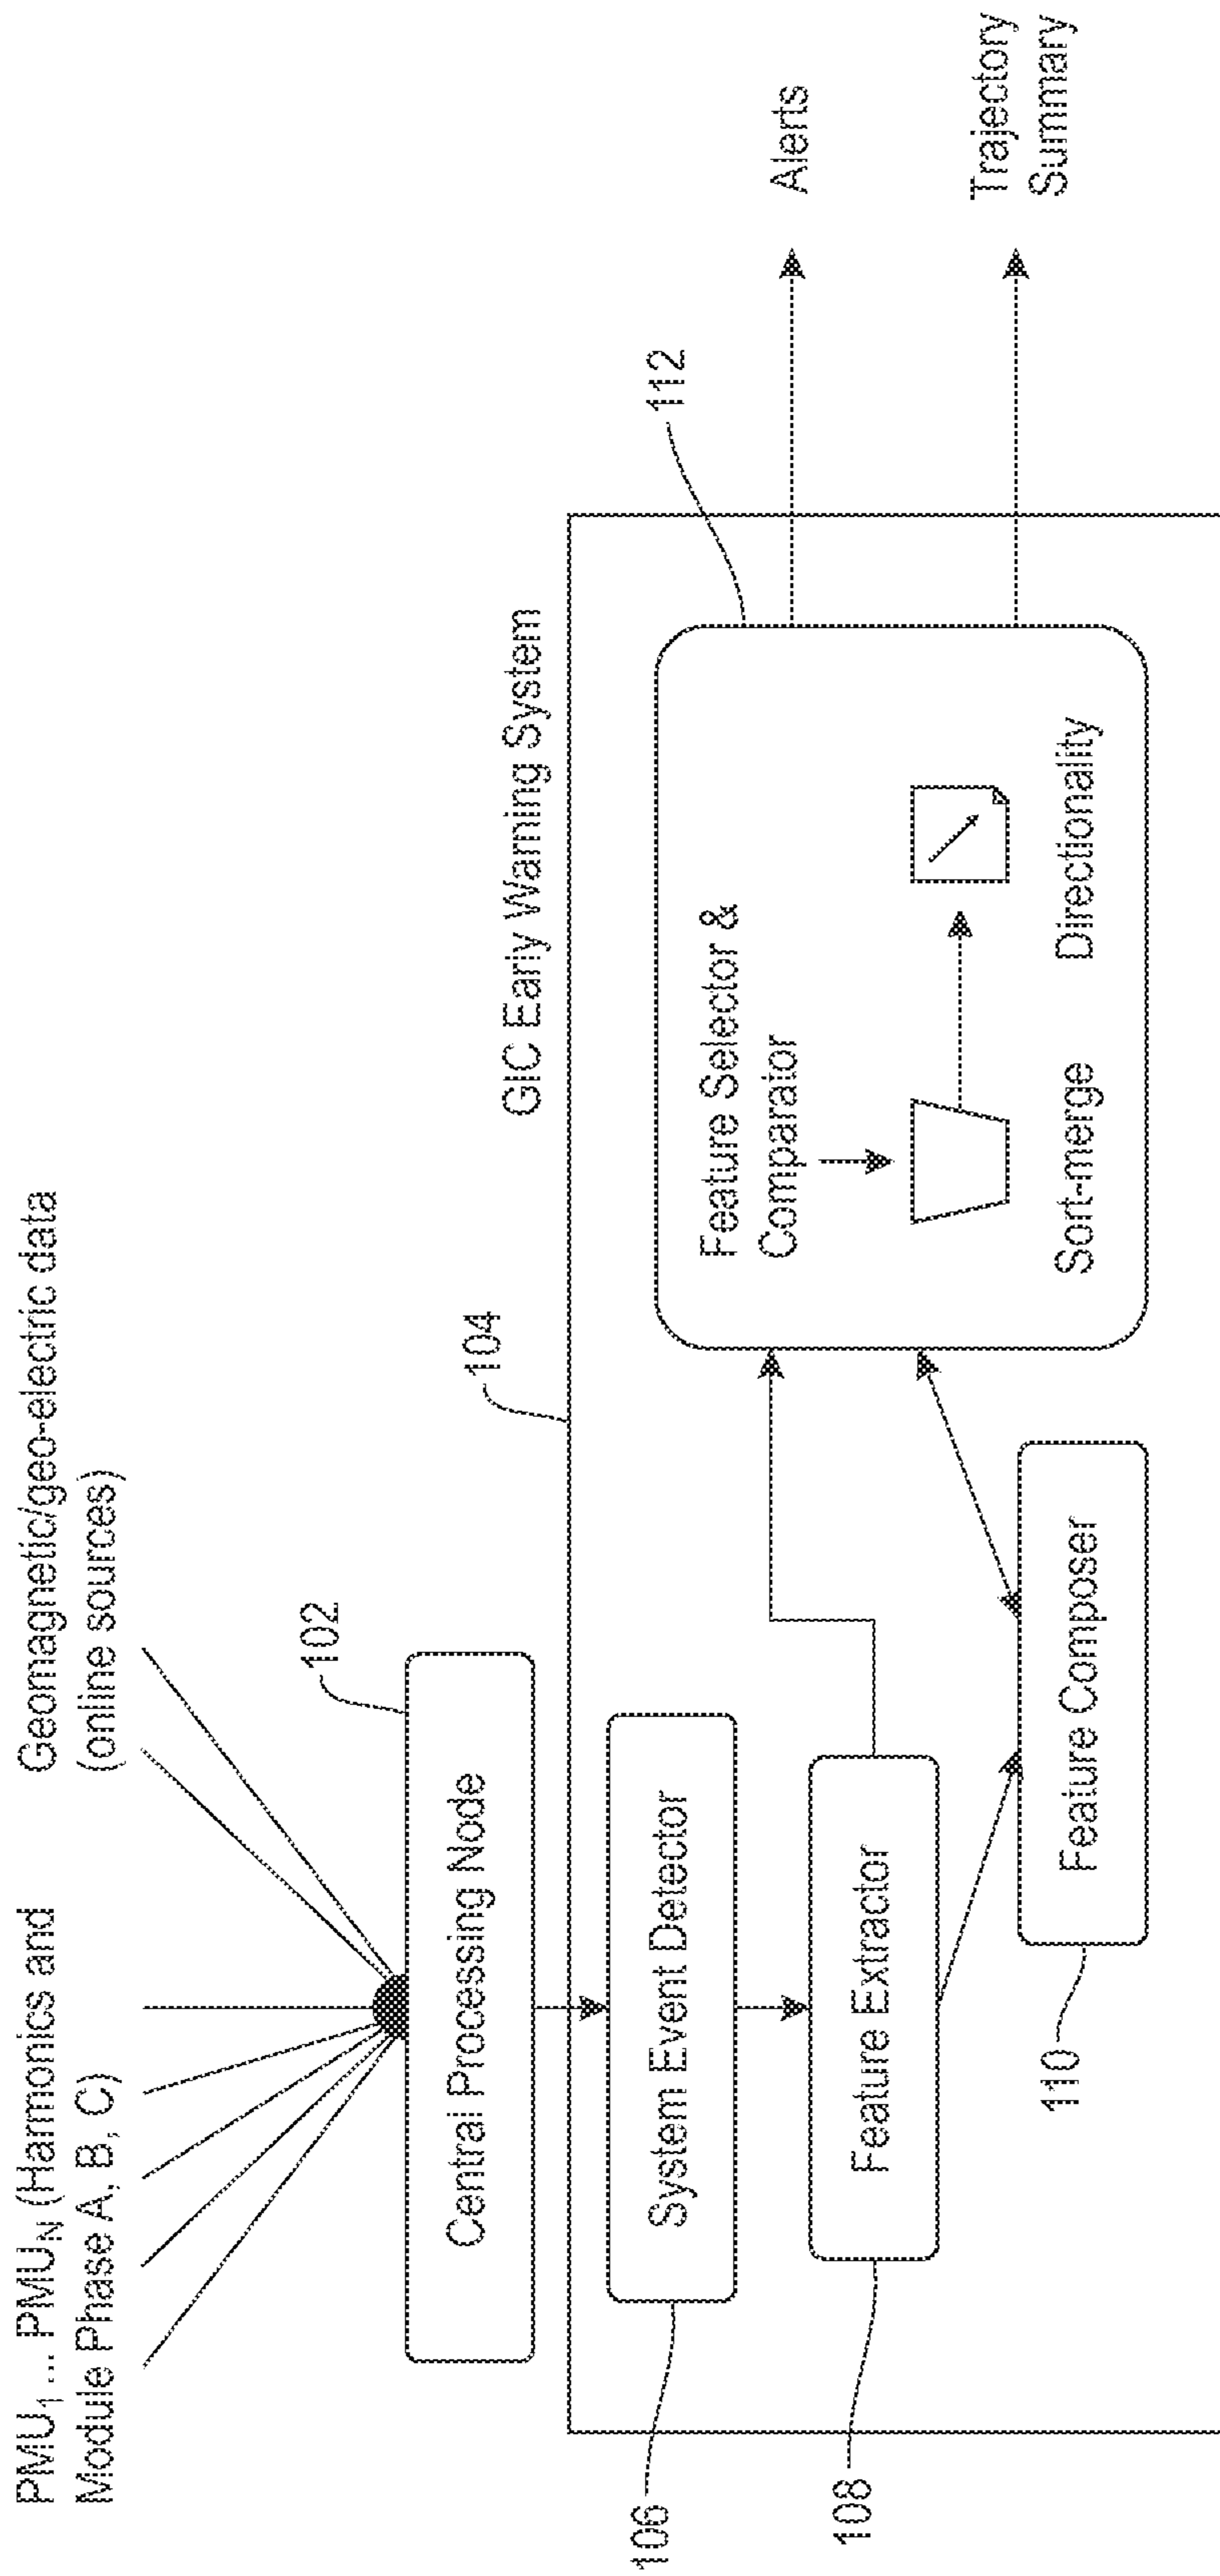 PMU1 ... PMUN (Harmonics and
Module Phase A, B, C)
Geomagnetic/geo-electric data
(online sources)
102
Central Processing Node
104
GIC Early Warning System
106
System Event Detector
108
Feature Extractor
110
Feature Composer
112
Feature Selector &
Comparator
Sort-merge
Directionality
Alerts
Trajectory
Summary